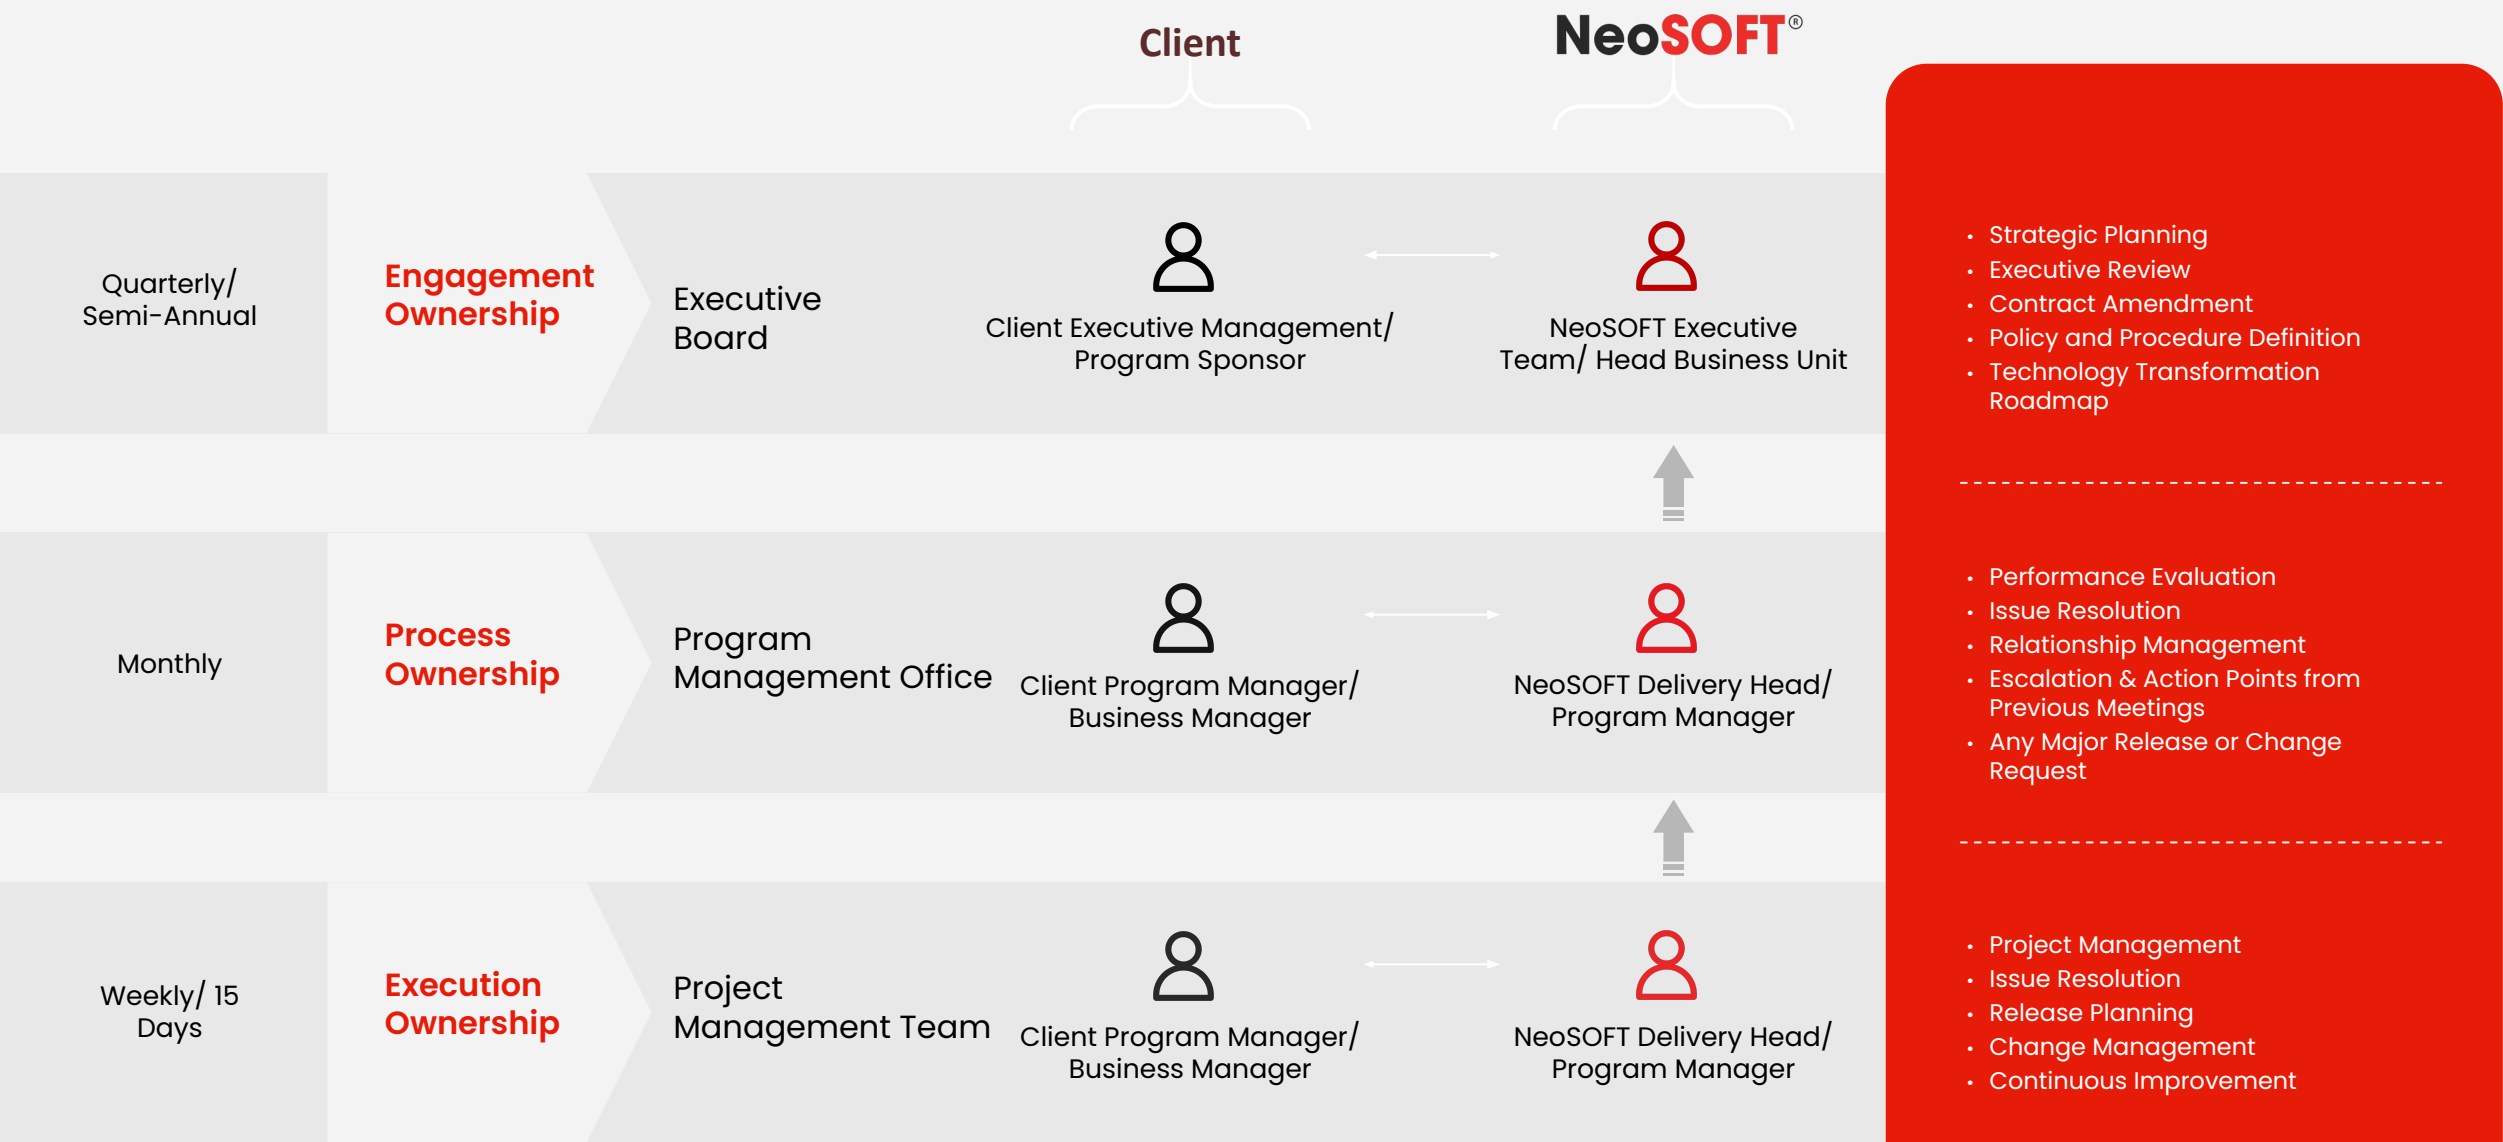 Client
NeoSOFT®
Quarterly/
Semi-Annual
Engagement
Ownership
Executive
Board
Client Executive Management/
Program Sponsor
NeoSOFT Executive
Team/ Head Business Unit
• Strategic Planning
• Executive Review
• Contract Amendment
• Policy and Procedure Definition
• Technology Transformation
Roadmap
Monthly
Process
Ownership
Program
Management Office
Client Program Manager/
Business Manager
NeoSOFT Delivery Head/
Program Manager
• Performance Evaluation
• Issue Resolution
• Relationship Management
• Escalation & Action Points from
Previous Meetings
• Any Major Release or Change
Request
Weekly/ 15
Days
Execution
Ownership
Project
Management Team
Client Program Manager/
Business Manager
NeoSOFT Delivery Head/
Program Manager
• Project Management
• Issue Resolution
• Release Planning
• Change Management
• Continuous Improvement